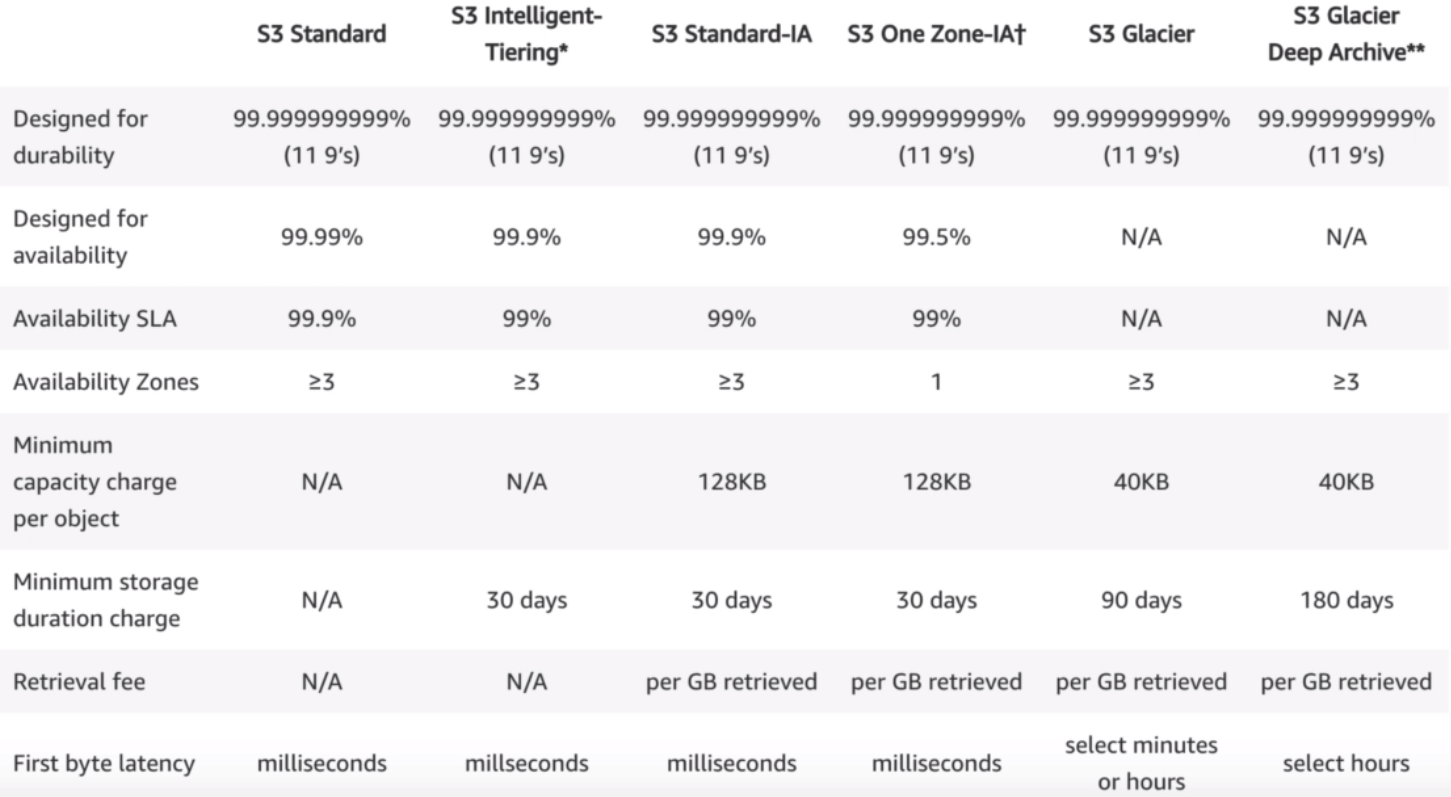 S3 Standard S3 Intelligent- S3 Standard-IA S3 One Zone-IA† S3 Glacier S3 Glacier
Tiering* Deep Archive**
Designed for 99.999999999% 99.999999999% 99.999999999% 99.999999999% 99.999999999% 99.999999999%
durability (11 9’s) (11 9’s) (11 9’s) (11 9’s) (11 9’s) (11 9’s)
Designed for
availability 99.99% 99.9% 99.9% 99.5% N/A N/A
Availability SLA 99.9% 99% 99% 99% N/A N/A
Availability Zones ≥3 ≥3 ≥3 1 ≥3 ≥3
Minimum
capacity charge N/A N/A 128KB 128KB 40KB 40KB
per object
Minimum storage
duration charge N/A 30 days 30 days 30 days 90 days 180 days
Retrieval fee N/A N/A per GB retrieved per GB retrieved per GB retrieved per GB retrieved
First byte latency milliseconds millseconds milliseconds milliseconds select minutes select hours
or hours